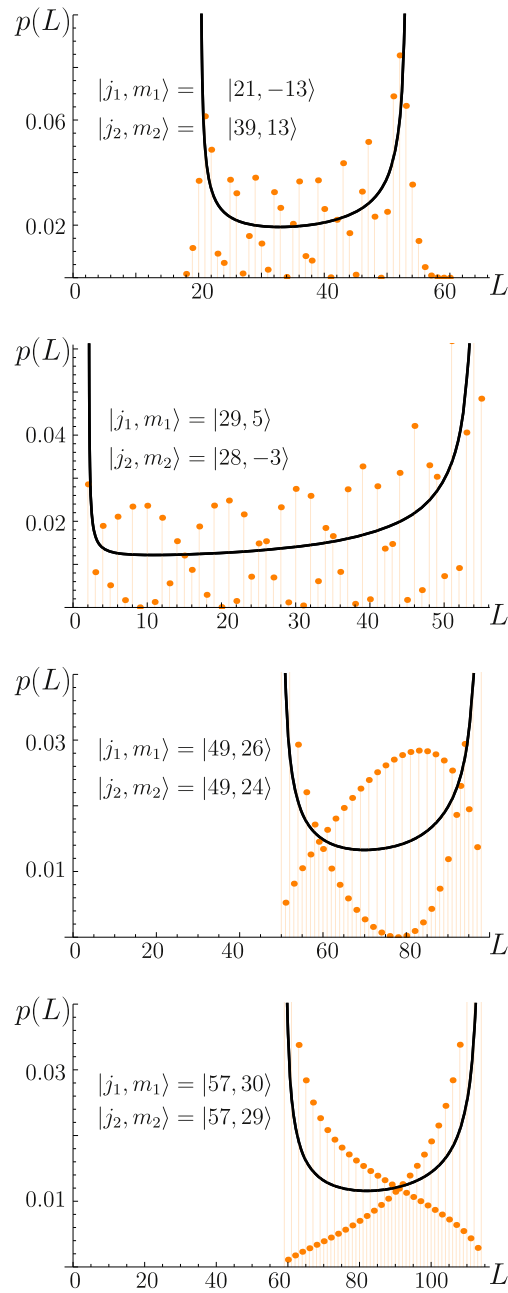 p(L)
|j₁, m₁⟩ = |21, −13⟩
|j₂, m₂⟩ = |39, 13⟩
0.06
0.02
0 20 40 60 L
p(L)
|j₁, m₁⟩ = |29, 5⟩
|j₂, m₂⟩ = |28, −3⟩
0.04
0.02
0 10 20 30 40 50 L
p(L)
0.03
|j₁, m₁⟩ = |49, 26⟩
|j₂, m₂⟩ = |49, 24⟩
0.01
0 20 40 60 80 L
p(L)
0.03
|j₁, m₁⟩ = |57, 30⟩
|j₂, m₂⟩ = |57, 29⟩
0.01
0 20 40 60 80 100 L